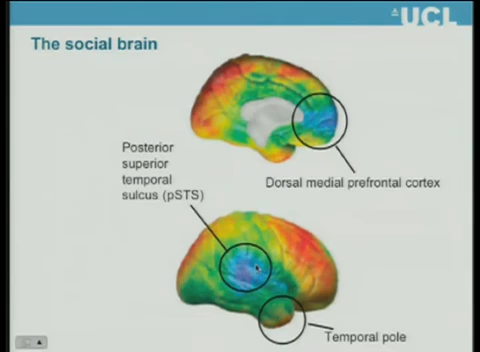 UCL
The social brain
Posterior
superior
temporal
sulcus (pSTS)
Dorsal medial prefrontal cortex
Temporal pole